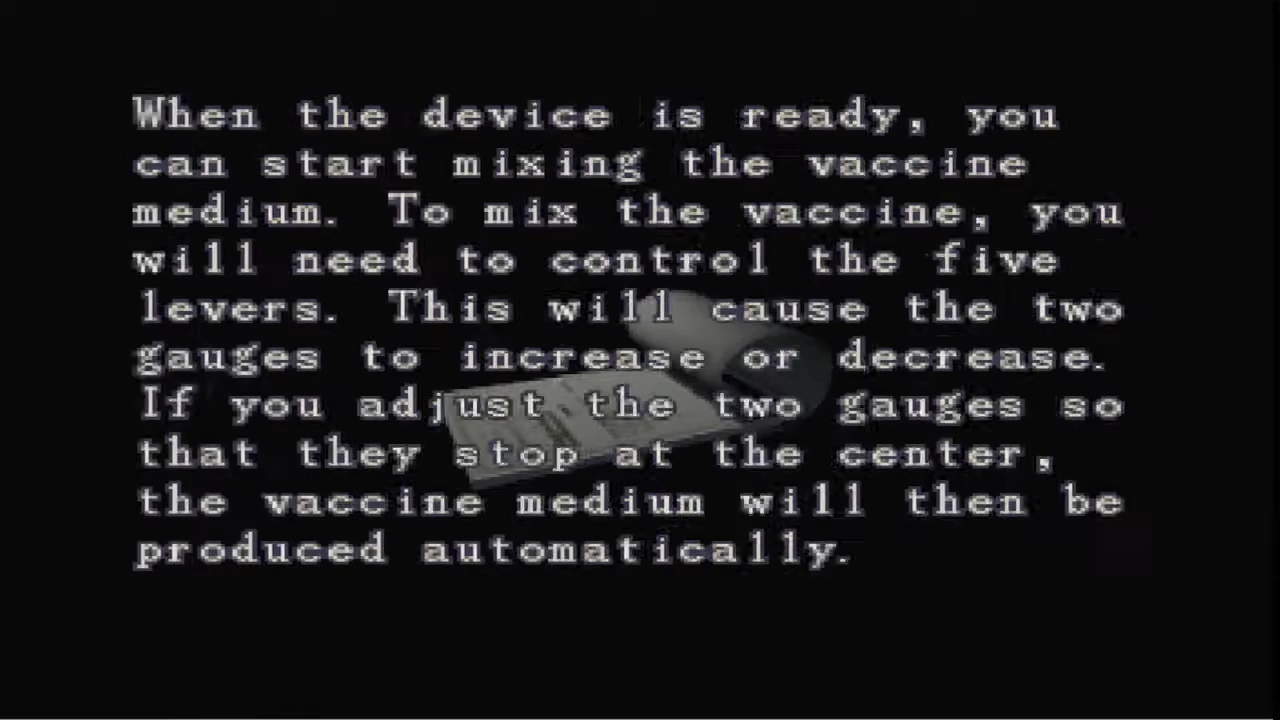 When the device is ready, you
can start mixing the vaccine
medium. To mix the vaccine, you
will need to control the five
levers. This will cause the two
gauges to increase or decrease.
If you adjust the two gauges so
that they stop at the center,
the vaccine medium will then be
produced automatically.